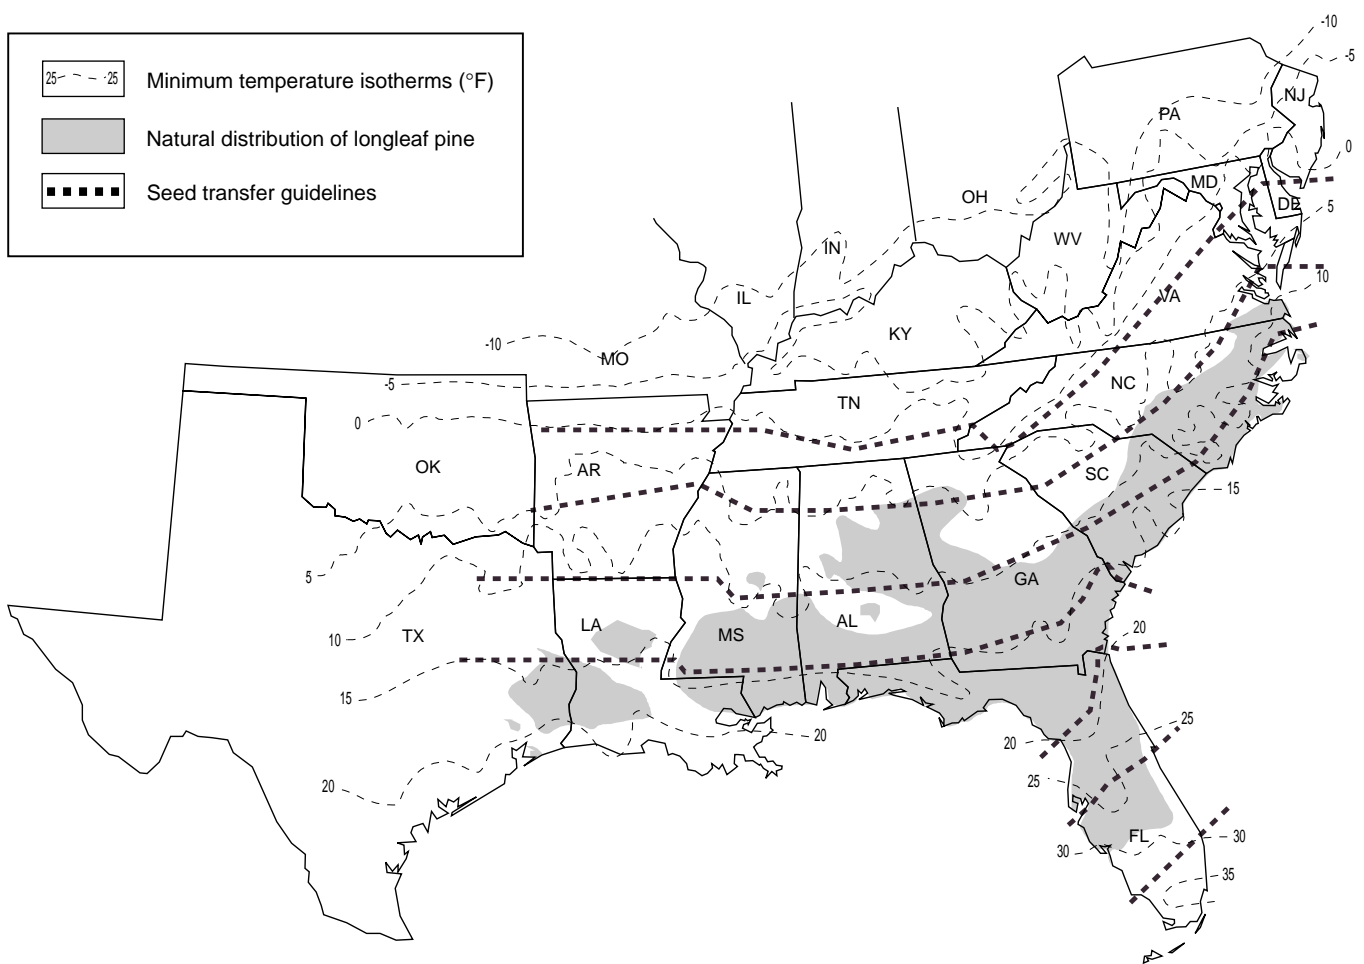 25 25 Minimum temperature isotherms (°F)
Natural distribution of longleaf pine
Seed transfer guidelines
-10
-5
NJ
PA
0
MD
OH
DE
5
WV
IN
10
IL
VA
KY
-10
MO
-5
NC
TN
0
OK
AR
SC
15
5
GA
LA
AL
20
10
TX
MS
15
25
20
20
25
20
FL
30
30
35